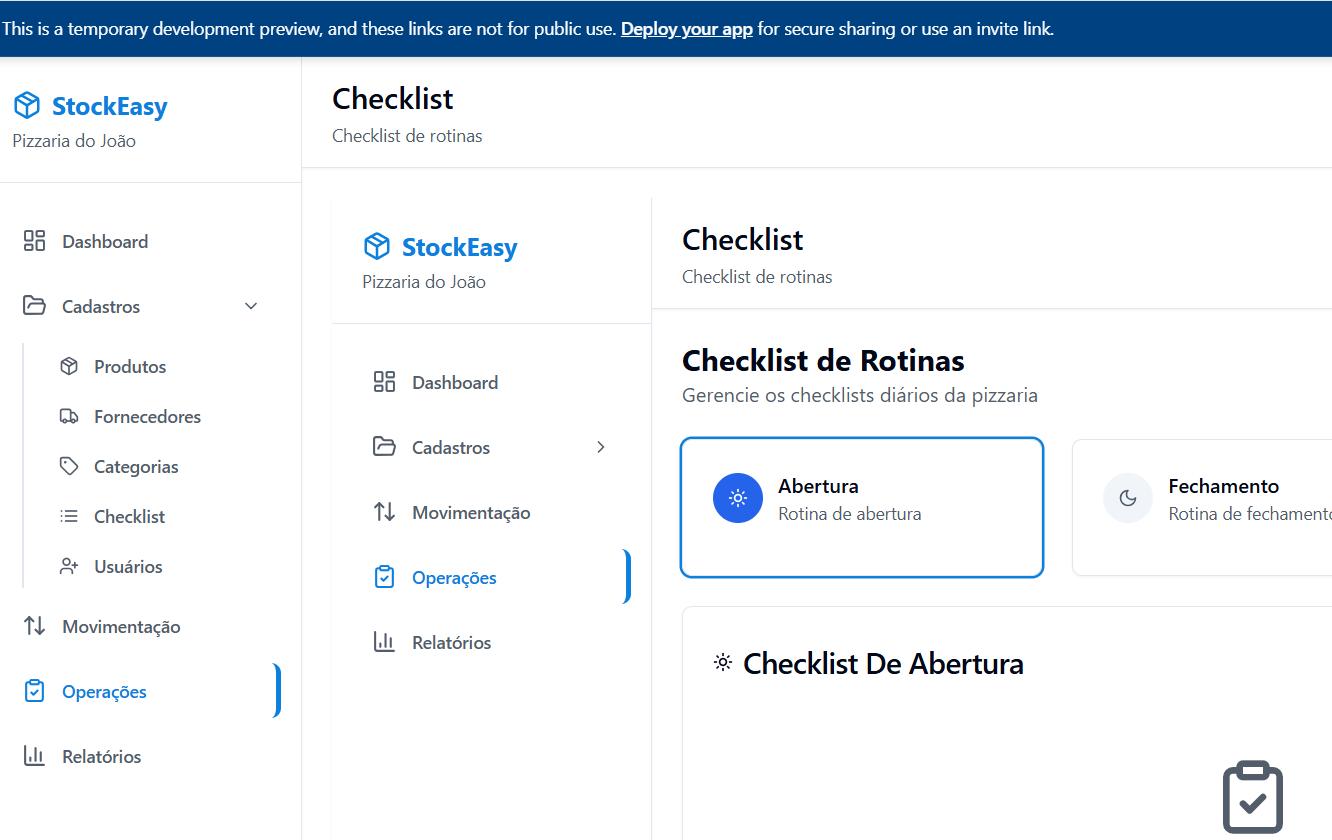 This is a temporary development preview, and these links are not for public use. Deploy your app for secure sharing or use an invite link.
StockEasy
Pizzaria do João
Dashboard
Cadastros
Produtos
Fornecedores
Categorias
Checklist
Usuários
Movimentação
Operações
Relatórios
Checklist
Checklist de rotinas
StockEasy
Pizzaria do João
Dashboard
Cadastros
Movimentação
Operações
Relatórios
Checklist
Checklist de rotinas
Checklist de Rotinas
Gerencie os checklists diários da pizzaria
Abertura
Rotina de abertura
Fechamento
Rotina de fechamento
Checklist De Abertura